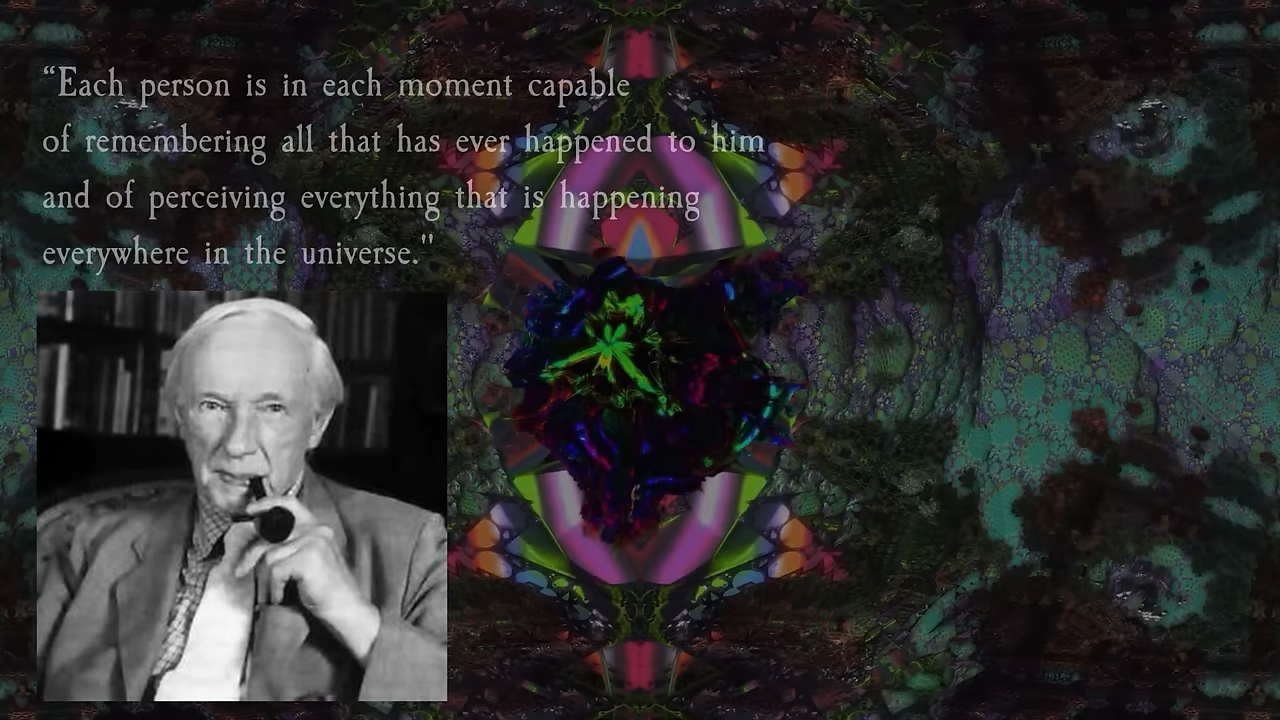 “Each person is in each moment capable
of remembering all that has ever happened to him
and of perceiving everything that is happening
everywhere in the universe."